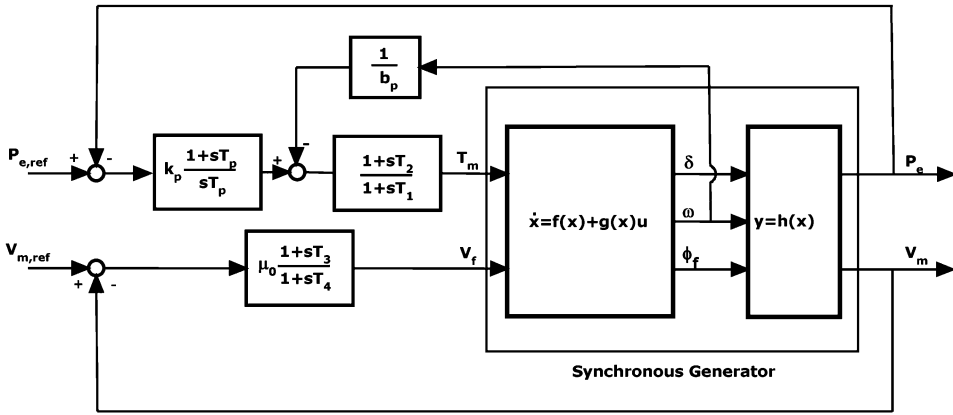 1
b_p
P_e,ref
+
-
k_p 1+sT_p
sT_p
+
-
1+sT_2
1+sT_1
T_m
ẋ=f(x)+g(x)u
δ
ω
ϕ_f
y=h(x)
P_e
V_m,ref
+
-
μ_0 1+sT_3
1+sT_4
V_f
V_m
Synchronous Generator